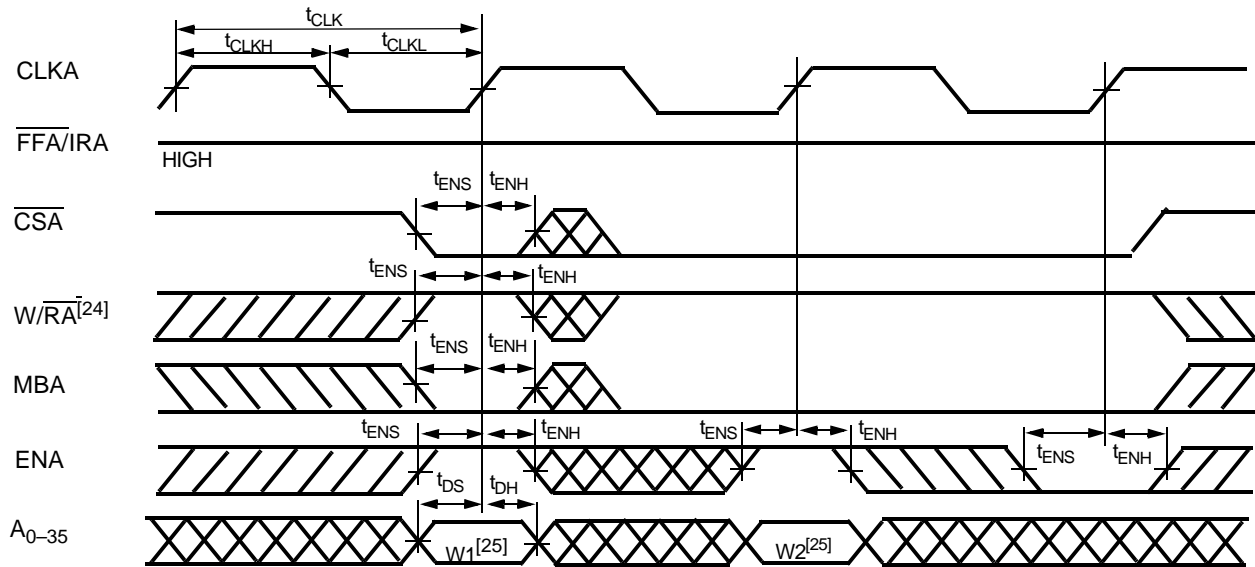 tCLK
tCLKH tCLKL
CLKA
FFA/IRA
HIGH
tENS tENH
CSA
tENS tENH
W/RA[24]
tENS tENH
MBA
tENS tENH tENS tENH tENS tENH
ENA
tDS tDH
A0–35
W1[25] W2[25]